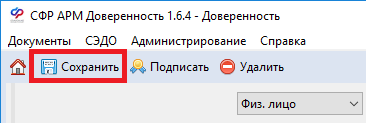 СФР АРМ Доверенность 1.6.4 - Доверенность
Документы СЭДО Администрирование Справка
Сохранить Подписать Удалить
Физ. лицо